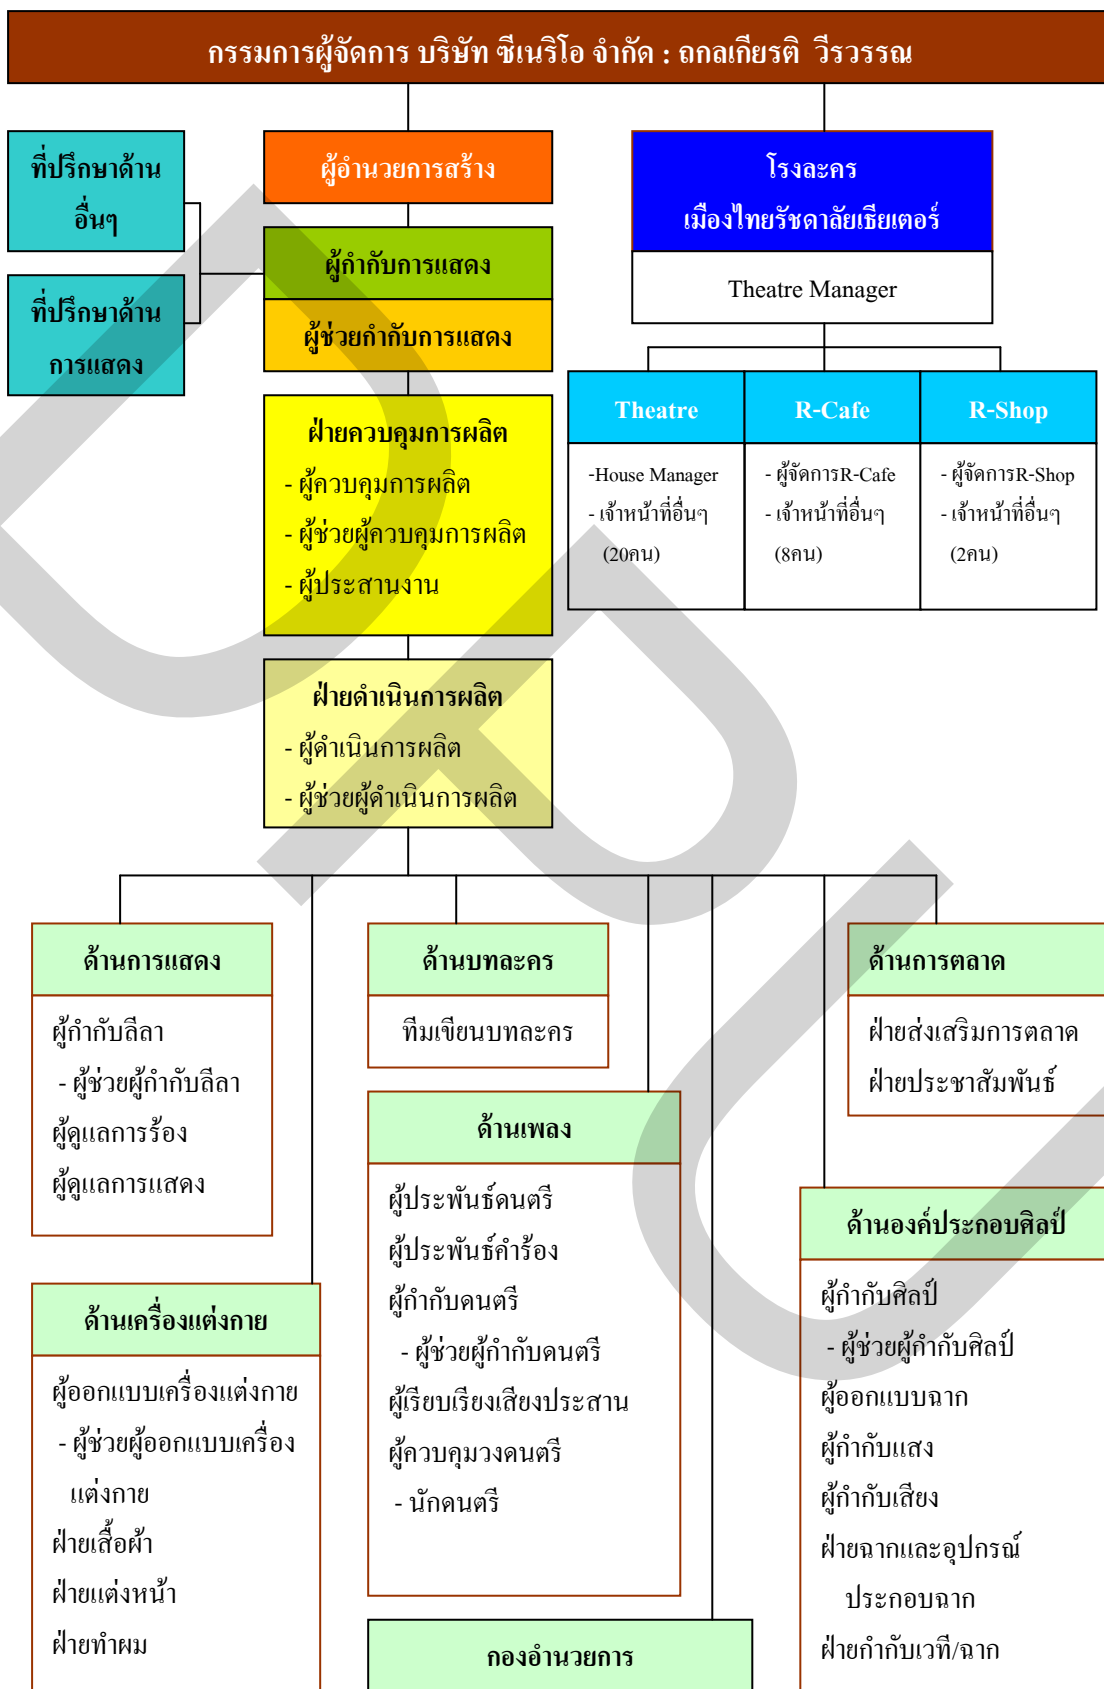 กรรมการผู้จัดการ บริษัท ซีเนริโอ จำกัด : ถกลเกียรติ วีรวรรณ
ที่ปรึกษาด้าน
อื่นๆ
ที่ปรึกษาด้าน
การแสดง
ผู้อำนวยการสร้าง
ผู้กำกับการแสดง
ผู้ช่วยกำกับการแสดง
ฝ่ายควบคุมการผลิต
- ผู้ควบคุมการผลิต
- ผู้ช่วยผู้ควบคุมการผลิต
- ผู้ประสานงาน
ฝ่ายดำเนินการผลิต
- ผู้ดำเนินการผลิต
- ผู้ช่วยผู้ดำเนินการผลิต
โรงละคร
เมืองไทยรัชดาลัยเธียเตอร์
Theatre Manager
Theatre
-House Manager
- เจ้าหน้าที่อื่นๆ
(20คน)
R-Cafe
- ผู้จัดการR-Cafe
- เจ้าหน้าที่อื่นๆ
(8คน)
R-Shop
- ผู้จัดการR-Shop
- เจ้าหน้าที่อื่นๆ
(2คน)
ด้านการแสดง
ผู้กำกับลีลา
- ผู้ช่วยผู้กำกับลีลา
ผู้ดูแลการร้อง
ผู้ดูแลการแสดง
ด้านเครื่องแต่งกาย
ผู้ออกแบบเครื่องแต่งกาย
- ผู้ช่วยผู้ออกแบบเครื่อง
แต่งกาย
ฝ่ายเสื้อผ้า
ฝ่ายแต่งหน้า
ฝ่ายทำผม
ด้านบทละคร
ทีมเขียนบทละคร
ด้านเพลง
ผู้ประพันธ์ดนตรี
ผู้ประพันธ์คำร้อง
ผู้กำกับดนตรี
- ผู้ช่วยผู้กำกับดนตรี
ผู้เรียบเรียงเสียงประสาน
ผู้ควบคุมวงดนตรี
- นักดนตรี
กองอำนวยการ
ด้านการตลาด
ฝ่ายส่งเสริมการตลาด
ฝ่ายประชาสัมพันธ์
ด้านองค์ประกอบศิลป์
ผู้กำกับศิลป์
- ผู้ช่วยผู้กำกับศิลป์
ผู้ออกแบบฉาก
ผู้กำกับแสง
ผู้กำกับเสียง
ฝ่ายฉากและอุปกรณ์
ประกอบฉาก
ฝ่ายกำกับเวที/ฉาก
DPU